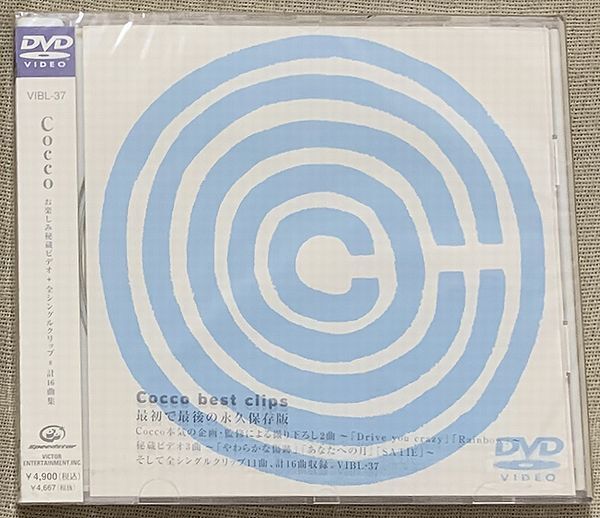 DVD
VIDEO
VIBL-37
Cocco
お楽しみ秘蔵ビデオ+全シングルクリップ=計16曲集
Speedstar
VICTOR
ENTERTAINMENT,INC
¥4,900(税込)
¥4,667(税抜)
Cocco best clips
最初で最後の永久保存版
Cocco本気の企画・監修による撮り下ろし2曲 ～「Drive you crazy」「Rainbow」～
秘蔵ビデオ3曲 ～「やわらかな傷跡」「あなたへの月」「SATIE」～
そして全シングルクリップ11曲、計16曲収録。VIBL-37
DVD
VIDEO